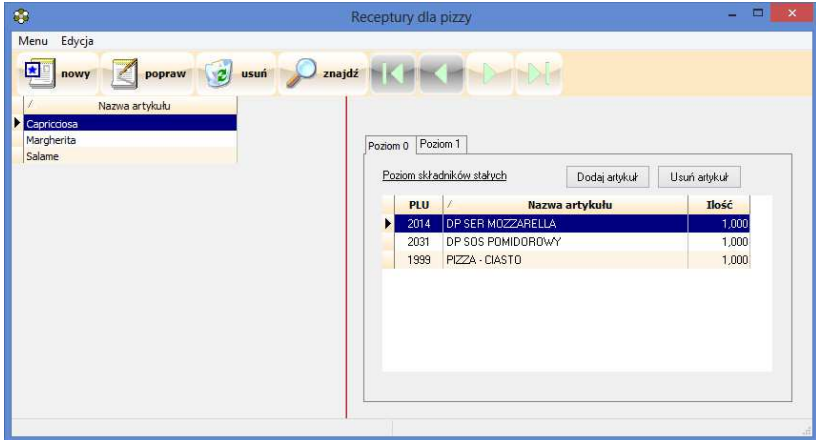 Receptury dla pizzy
Menu Edycja
nowy popraw usuń znajdź
Nazwa artykułu
Capricciosa
Margherita
Salame
Poziom 0 Poziom 1
Poziom składników stałych Dodaj artykuł Usuń artykuł
PLU Nazwa artykułu Ilość
2014 DP SER MOZZARELLA 1,000
2031 DP SOS POMIDOROWY 1,000
1999 PIZZA - CIASTO 1,000